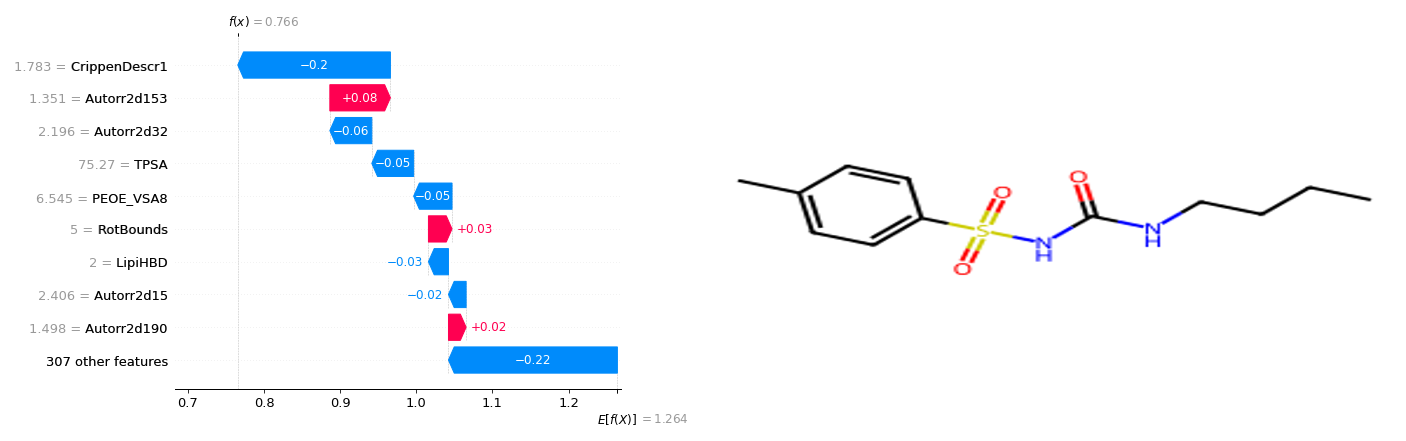 f(x) = 0.766
1.783 = CrippenDescr1
−0.2
1.351 = Autorr2d153
+0.08
2.196 = Autorr2d32
−0.06
75.27 = TPSA
−0.05
6.545 = PEOE_VSA8
−0.05
5 = RotBounds
+0.03
2 = LipiHBD
−0.03
2.406 = Autorr2d15
−0.02
1.498 = Autorr2d190
+0.02
307 other features
−0.22
0.7 0.8 0.9 1.0 1.1 1.2
E[f(X)] = 1.264
O
O
S
O
N
H
N
H